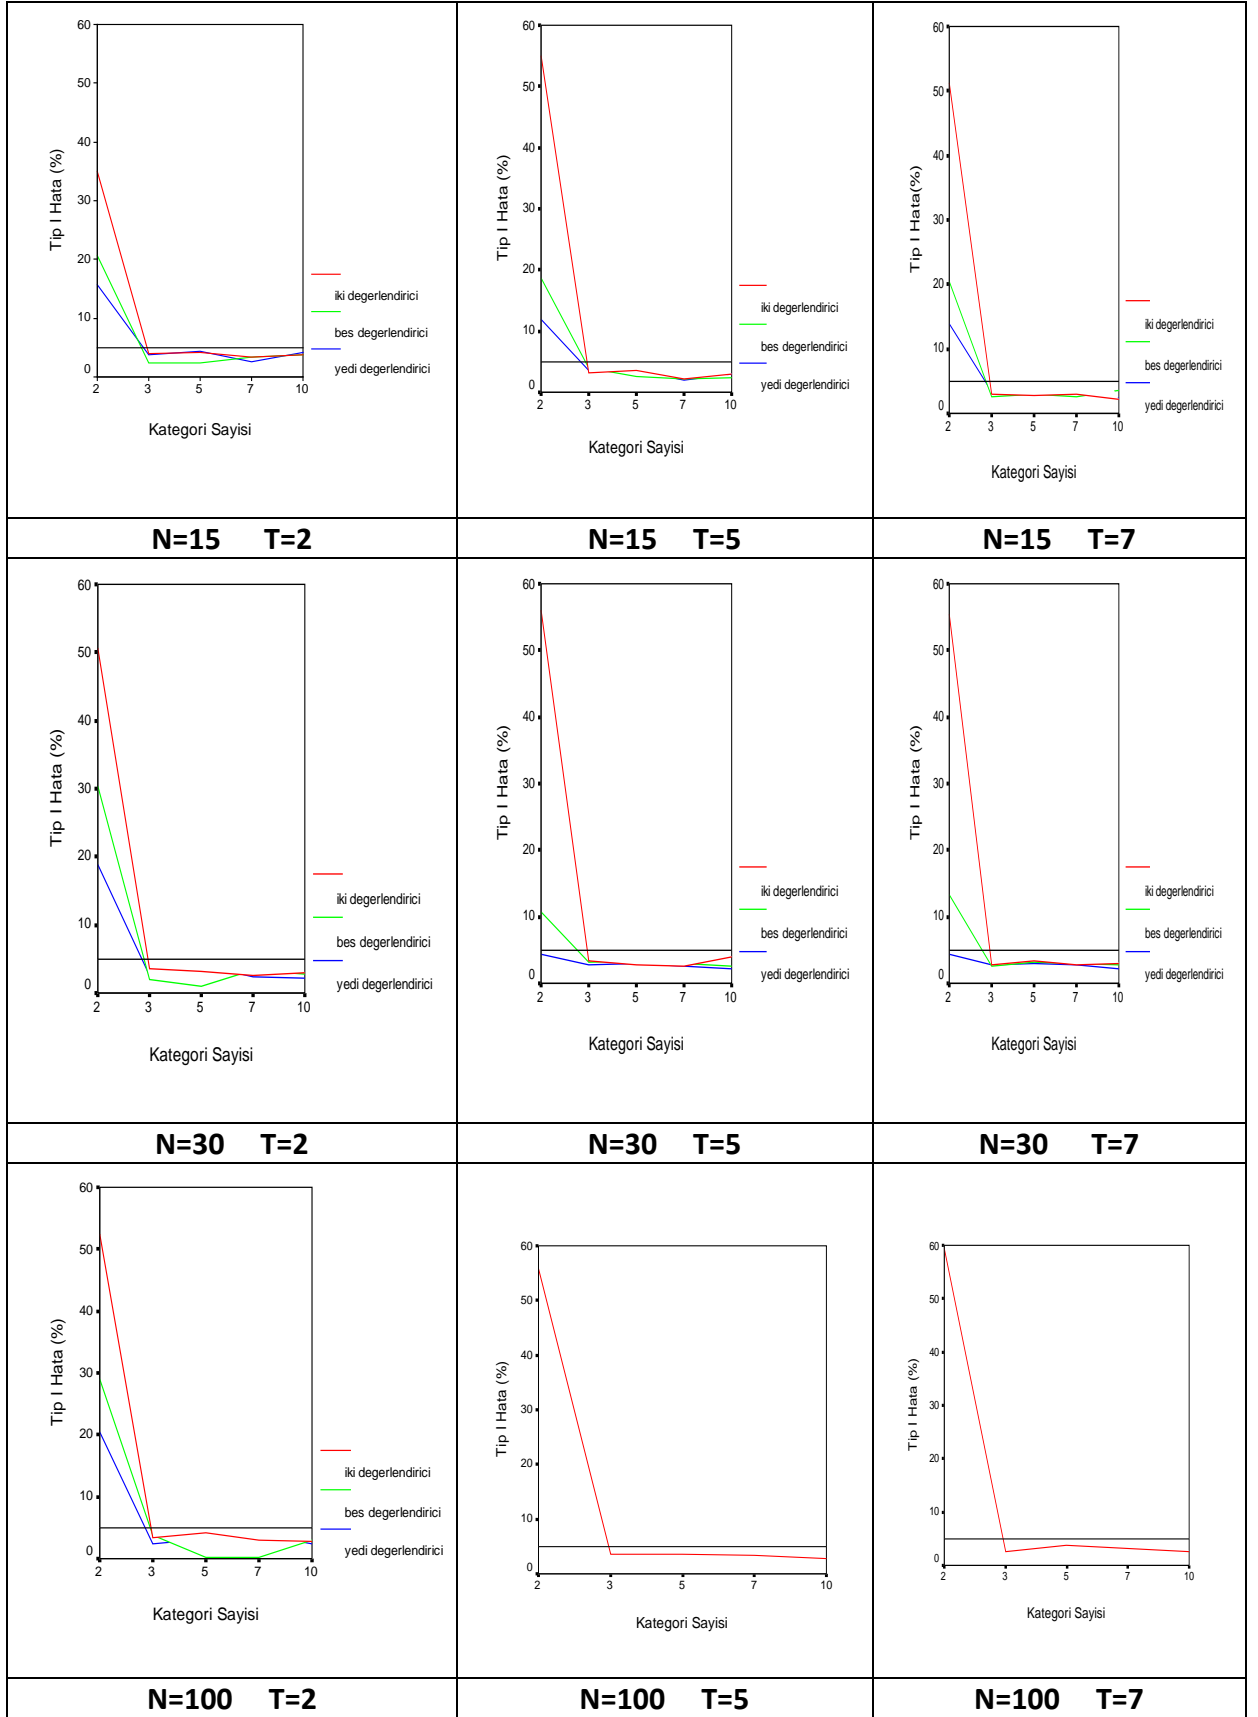 60
50
40
30
20
10
0
2 3 5 7 10
Tip I Hata (%)
Kategori Sayisi
iki degerlendirici
bes degerlendirici
yedi degerlendirici
60
50
40
30
20
10
0
2 3 5 7 10
Tip I Hata (%)
Kategori Sayisi
iki degerlendirici
bes degerlendirici
yedi degerlendirici
60
50
40
30
20
10
0
2 3 5 7 10
Tip I Hata(%)
Kategori Sayisi
iki degerlendirici
bes degerlendirici
yedi degerlendirici
N=15 T=2
N=15 T=5
N=15 T=7
60
50
40
30
20
10
0
2 3 5 7 10
Tip I Hata (%)
Kategori Sayisi
iki degerlendirici
bes degerlendirici
yedi degerlendirici
60
50
40
30
20
10
0
2 3 5 7 10
Tip I Hata (%)
Kategori Sayisi
iki degerlendirici
bes degerlendirici
yedi degerlendirici
60
50
40
30
20
10
0
2 3 5 7 10
Tip I Hata (%)
Kategori Sayisi
iki degerlendirici
bes degerlendirici
yedi degerlendirici
N=30 T=2
N=30 T=5
N=30 T=7
60
50
40
30
20
10
0
2 3 5 7 10
Tip I Hata (%)
Kategori Sayisi
iki degerlendirici
bes degerlendirici
yedi degerlendirici
60
50
40
30
20
10
0
2 3 5 7 10
Tip I Hata (%)
Kategori Sayisi
60
50
40
30
20
10
0
2 3 5 7 10
Tip I Hata (%)
Kategori Sayisi
N=100 T=2
N=100 T=5
N=100 T=7